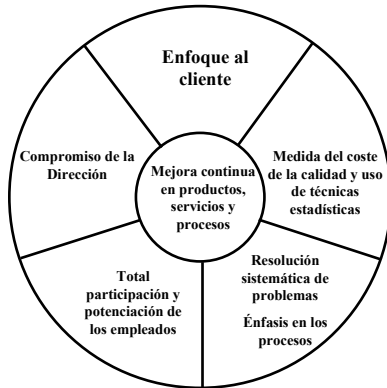 Enfoque al
cliente
Compromiso de la
Dirección
Mejora continua
en productos,
servicios y
procesos
Medida del coste
de la calidad y uso
de técnicas
estadísticas
Total
participación y
potenciación de
los empleados
Resolución
sistemática de
problemas
Énfasis en los
procesos